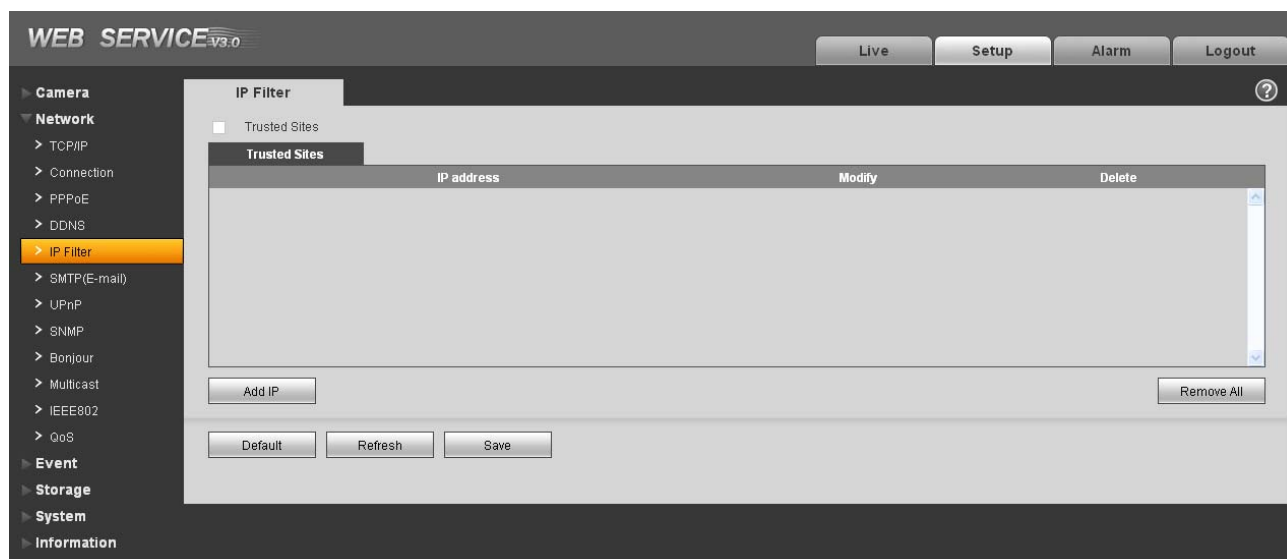 WEB SERVICE V3.0
Live Setup Alarm Logout
Camera
Network
TCP/IP
Connection
PPPoE
DDNS
IP Filter
SMTP(E-mail)
UPnP
SNMP
Bonjour
Multicast
IEEE802
QoS
Event
Storage
System
Information
IP Filter
?
Trusted Sites
Trusted Sites
IP address Modify Delete
Add IP Remove All
Default Refresh Save